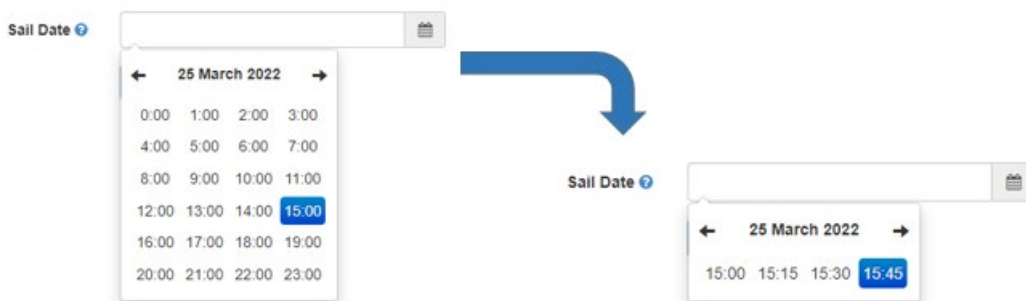 Sail Date
25 March 2022
0:00 1:00 2:00 3:00
4:00 5:00 6:00 7:00
8:00 9:00 10:00 11:00
12:00 13:00 14:00 15:00
16:00 17:00 18:00 19:00
20:00 21:00 22:00 23:00
Sail Date
25 March 2022
15:00 15:15 15:30 15:45